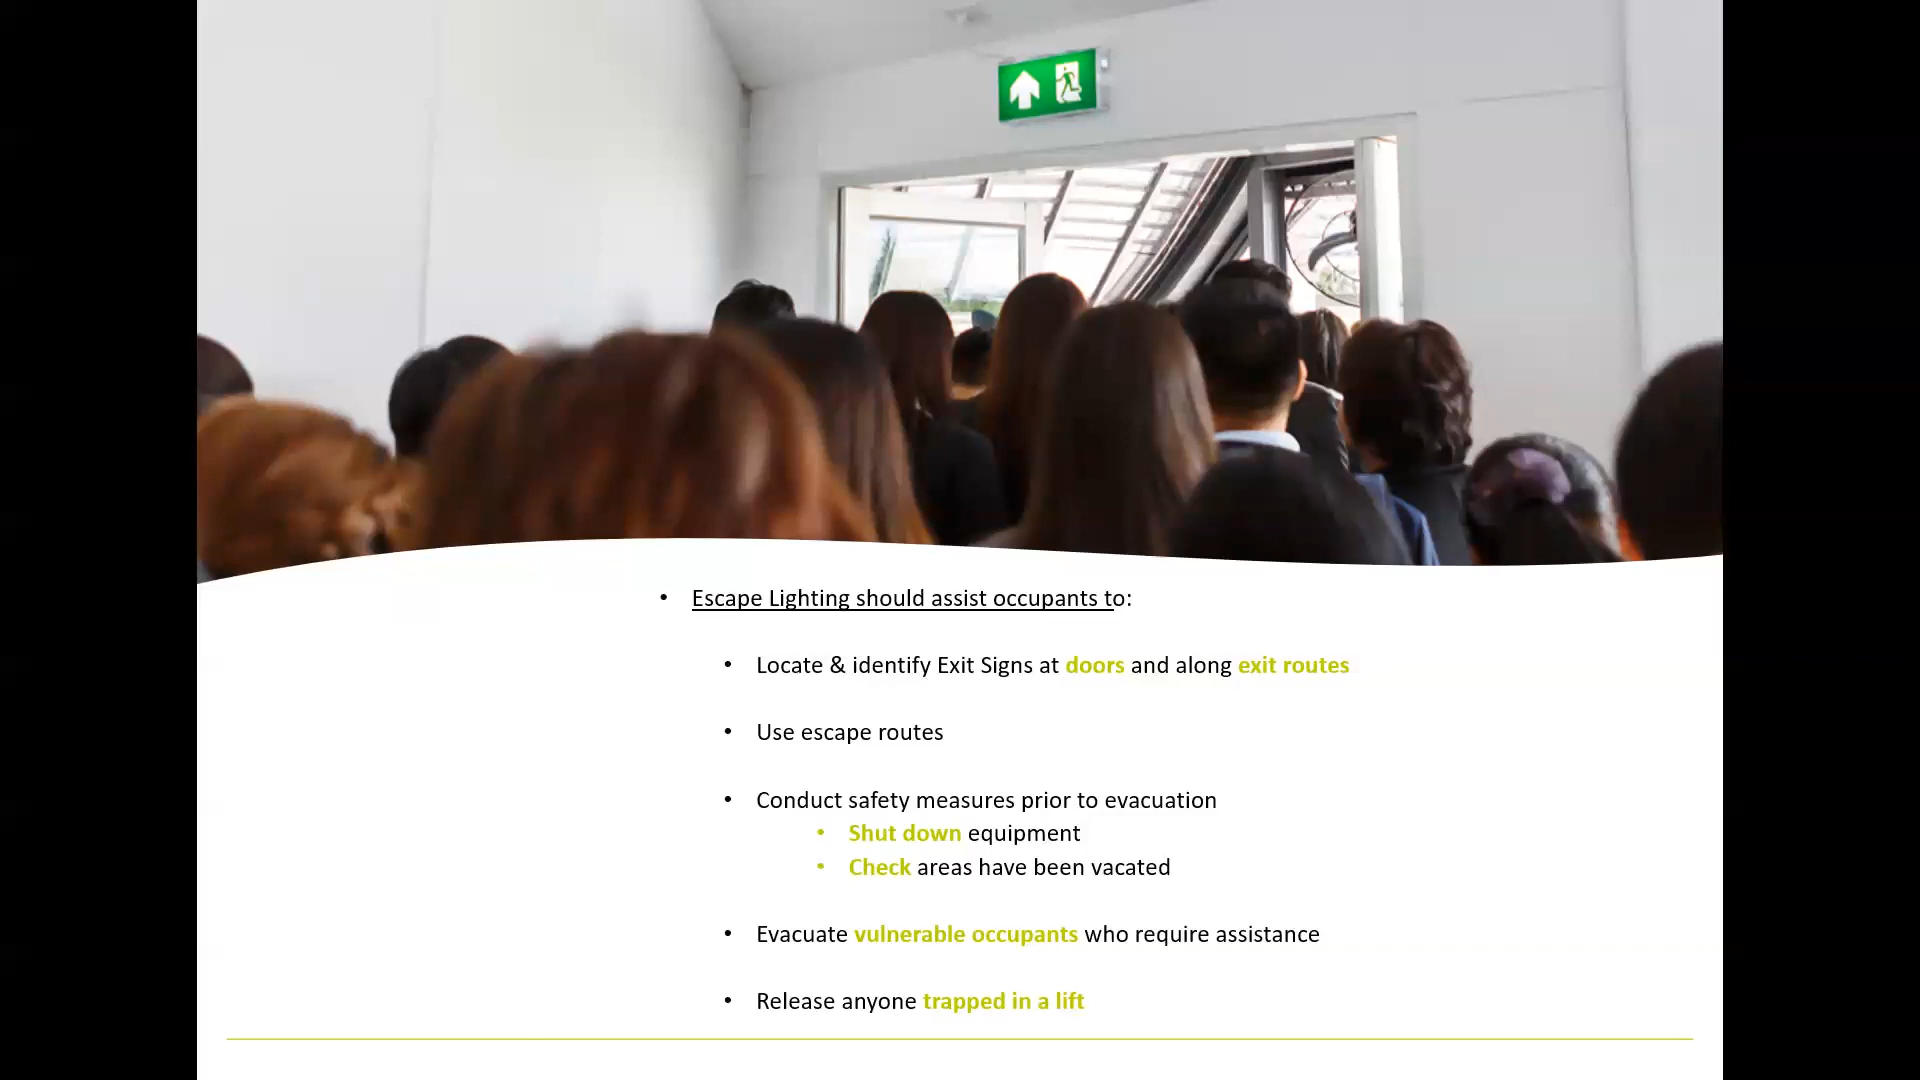 • Escape Lighting should assist occupants to:
• Locate & identify Exit Signs at doors and along exit routes
• Use escape routes
• Conduct safety measures prior to evacuation
• Shut down equipment
• Check areas have been vacated
• Evacuate vulnerable occupants who require assistance
• Release anyone trapped in a lift